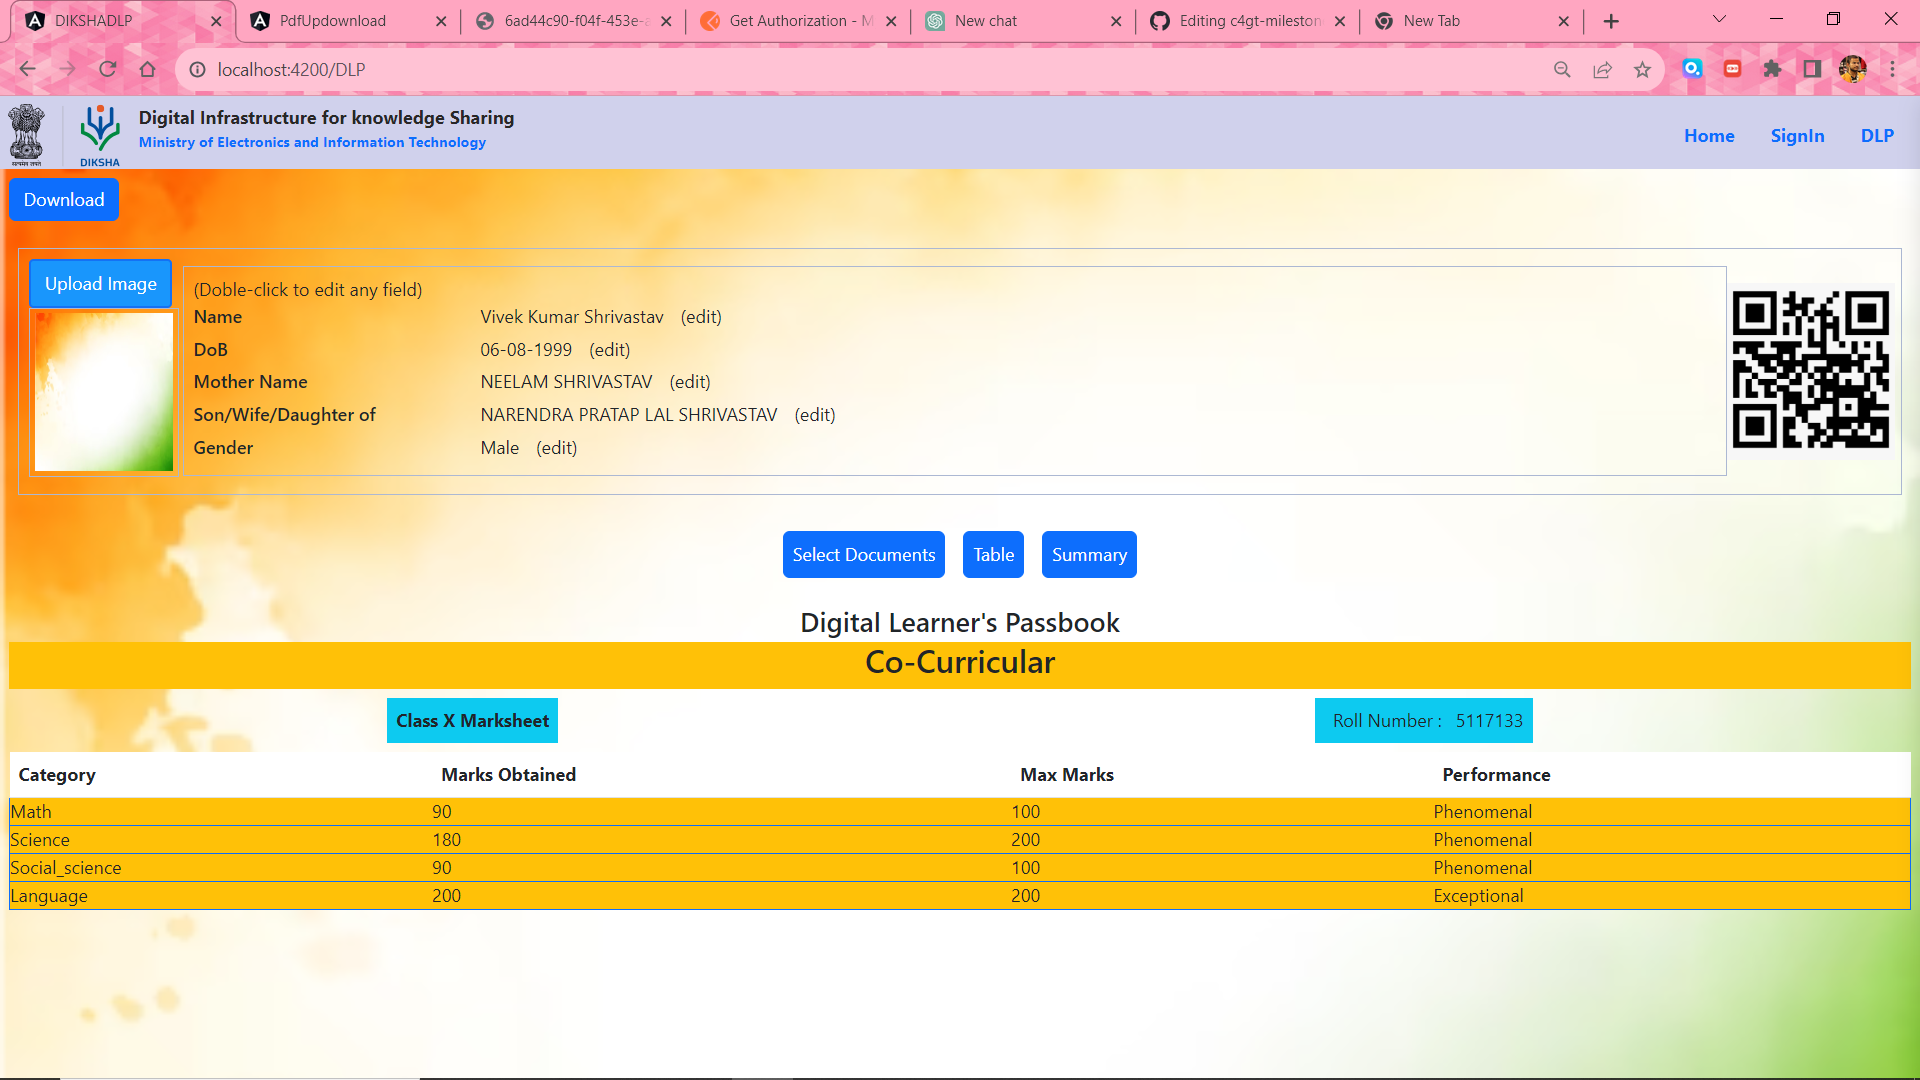 DIKSHADLP
PdfUpdownload
6ad44c90-f04f-453e-a
Get Authorization - M
New chat
Editing c4gt-mileston
New Tab
localhost:4200/DLP
सत्यमेव जयते
DIKSHA
Digital Infrastructure for knowledge Sharing
Ministry of Electronics and Information Technology
Home SignIn DLP
Download
Upload Image
(Doble-click to edit any field)
Name Vivek Kumar Shrivastav (edit)
DoB 06-08-1999 (edit)
Mother Name NEELAM SHRIVASTAV (edit)
Son/Wife/Daughter of NARENDRA PRATAP LAL SHRIVASTAV (edit)
Gender Male (edit)
Select Documents Table Summary
Digital Learner's Passbook
Co-Curricular
Class X Marksheet Roll Number : 5117133
Category Marks Obtained Max Marks Performance
Math 90 100 Phenomenal
Science 180 200 Phenomenal
Social_science 90 100 Phenomenal
Language 200 200 Exceptional